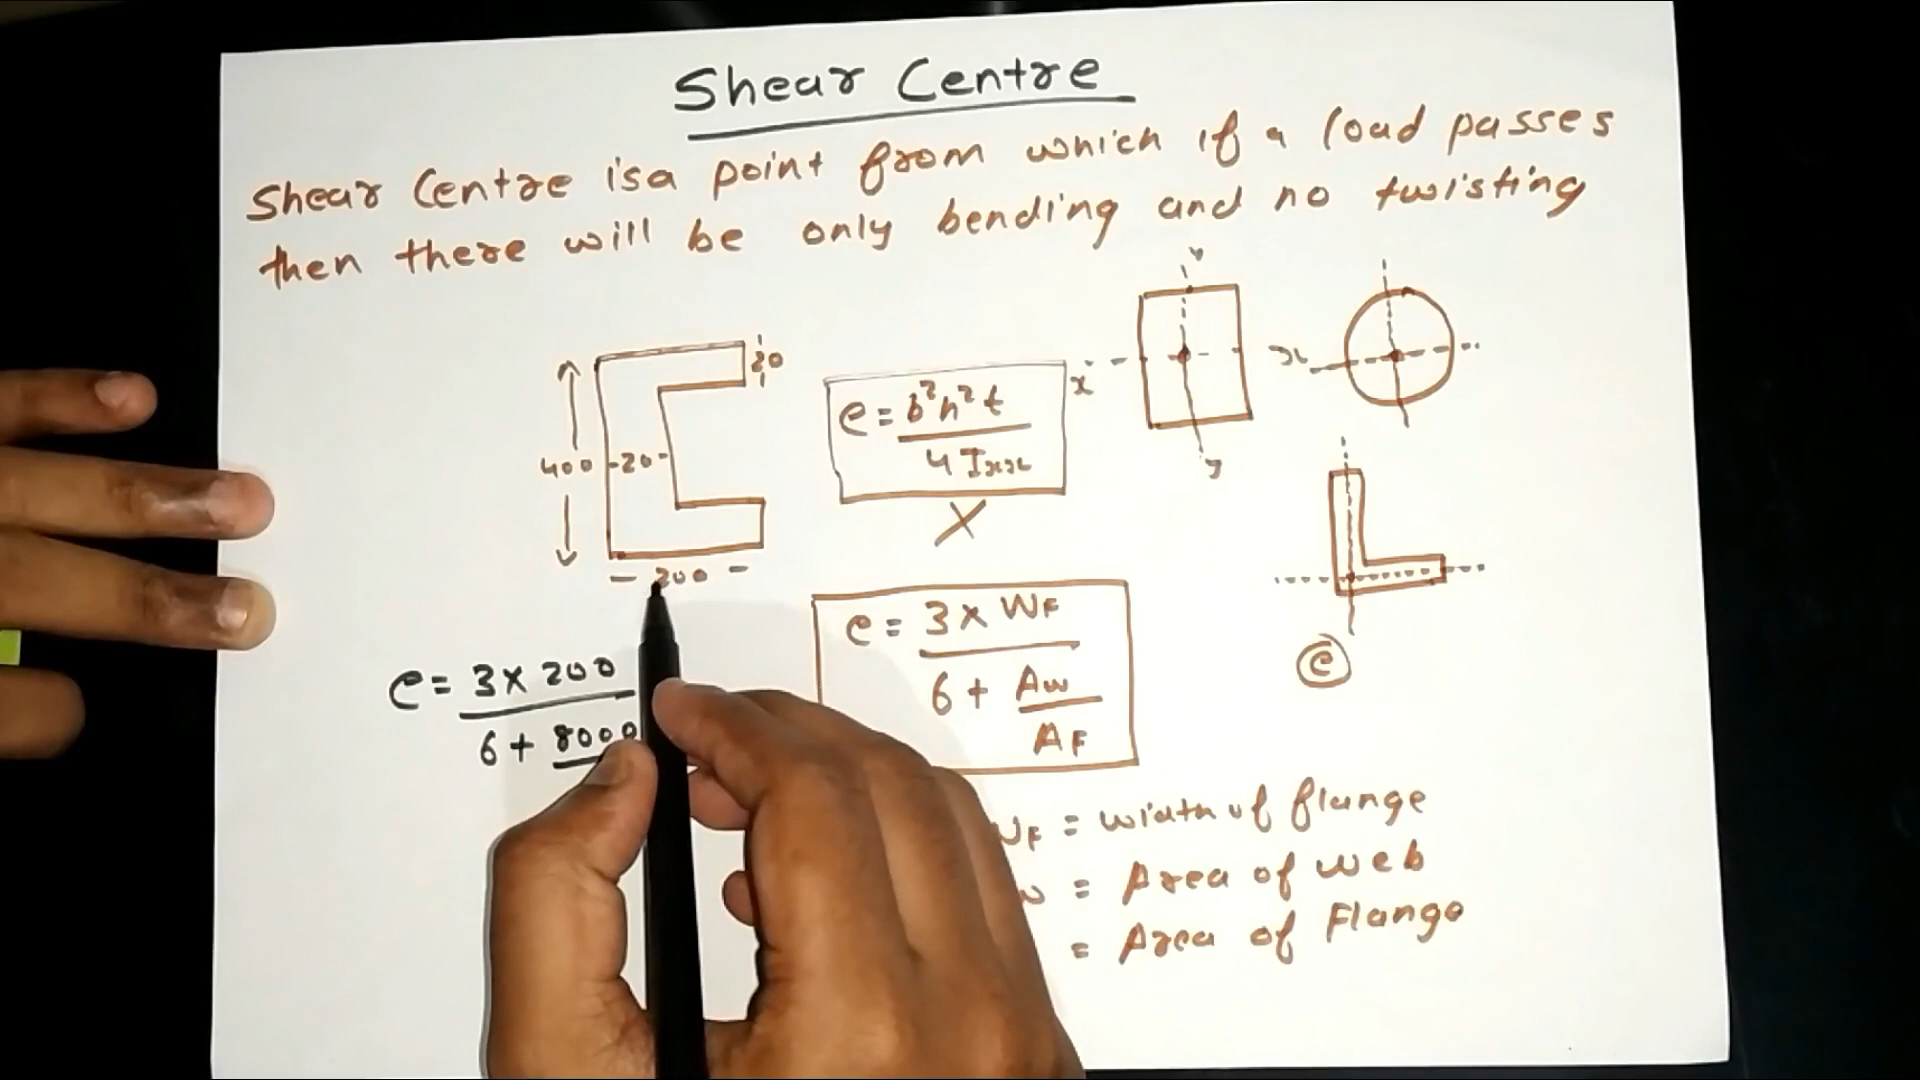 Shear Centre
Shear Centre is a point from which if a load passes
then there will be only bending and no twisting
y
20
x
x
400
-20-
e = b²h²t / 4 Ixx
y
X
- 200 -
e = 3 x WF / 6 + Aw / AF
e = 3 x 200 / 6 + 8000
e
WF = Width of flange
= Area of web
= Area of Flange